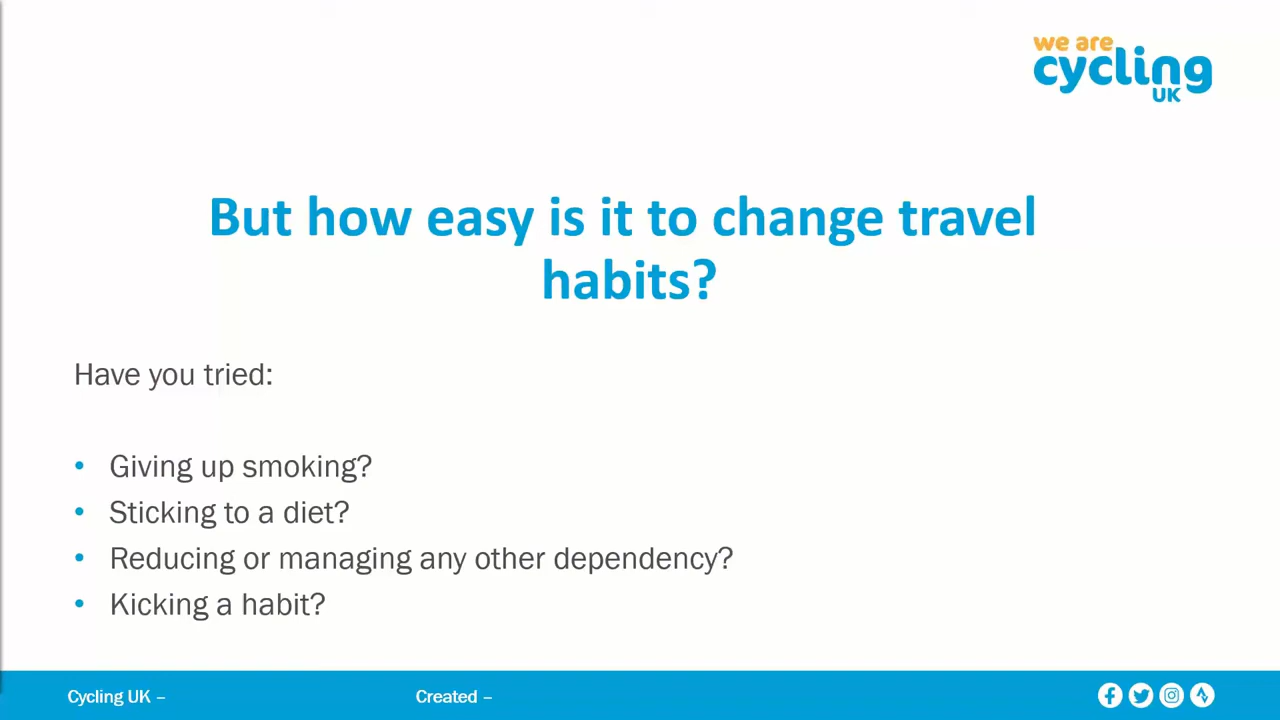 we are
cycling
UK
But how easy is it to change travel
habits?
Have you tried:
• Giving up smoking?
• Sticking to a diet?
• Reducing or managing any other dependency?
• Kicking a habit?
Cycling UK –
Created –